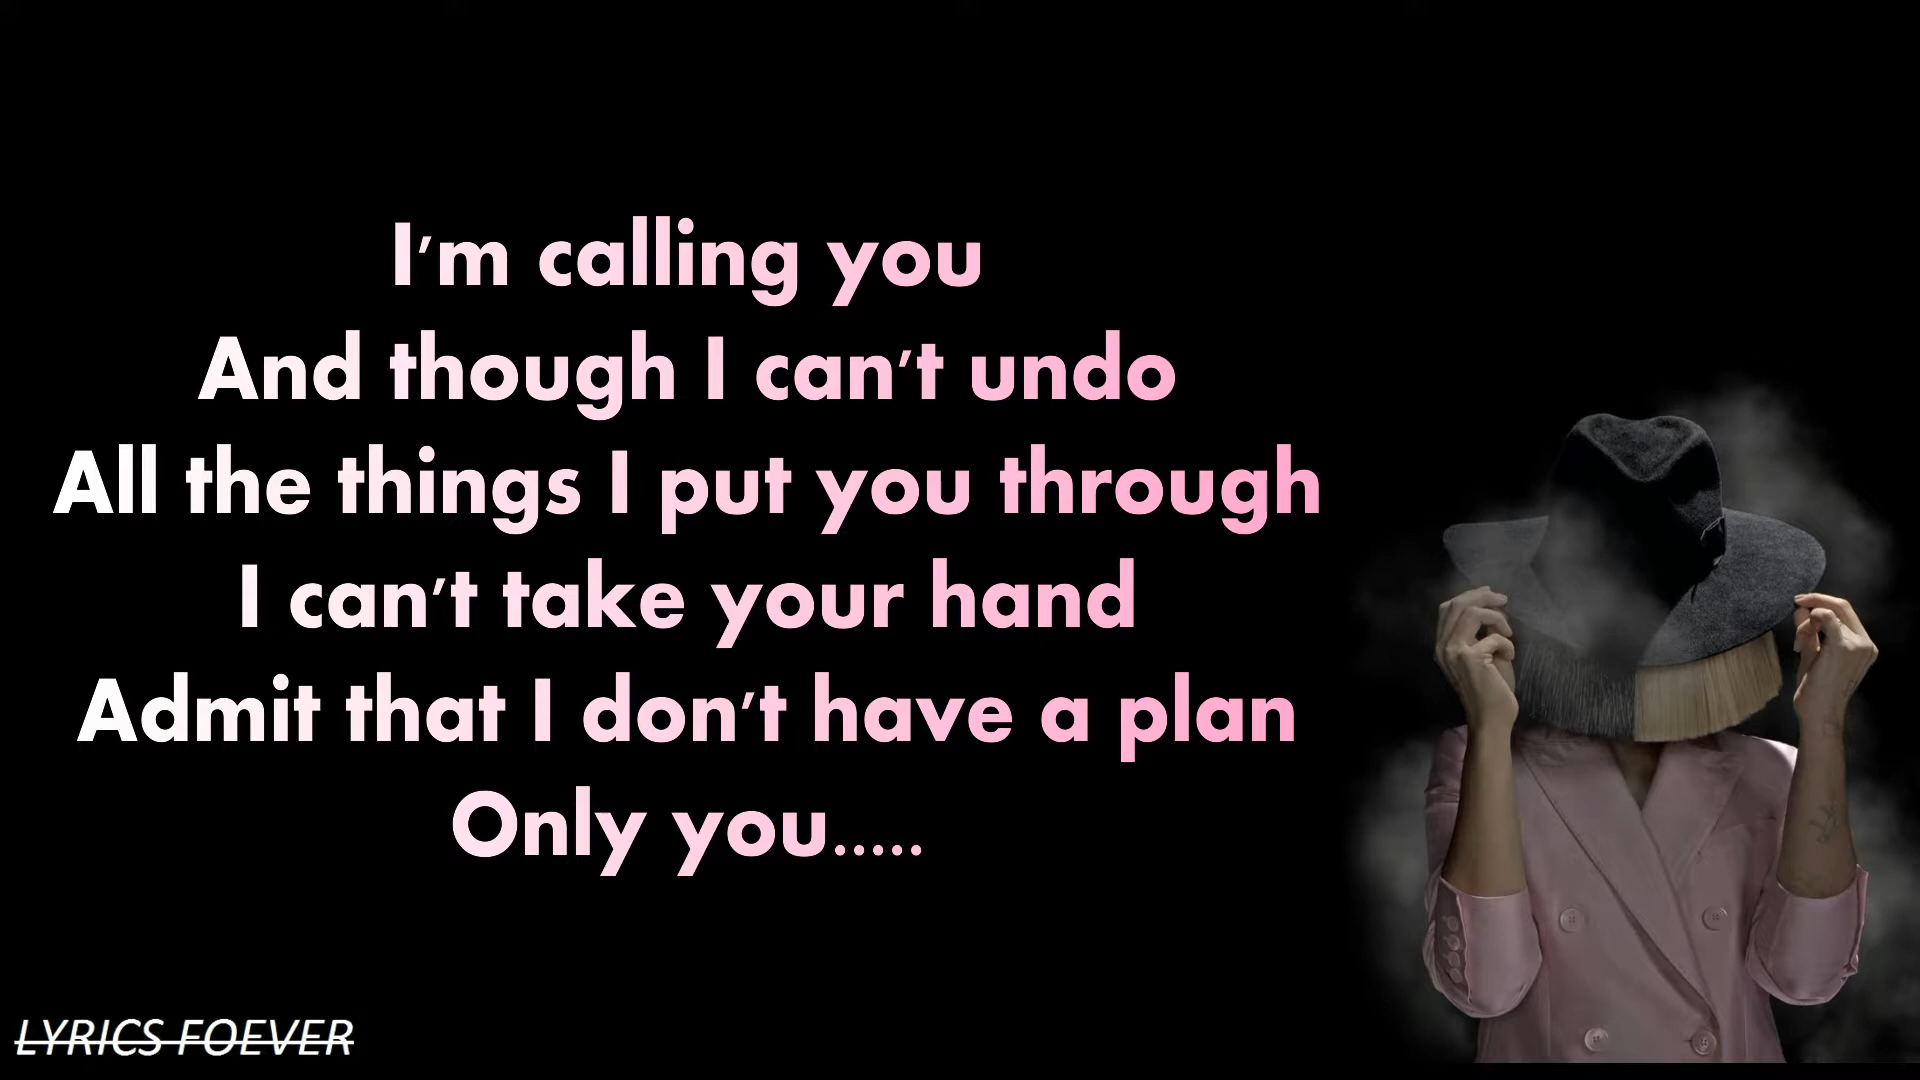 I'm calling you
And though I can't undo
All the things I put you through
I can't take your hand
Admit that I don't have a plan
Only you.....
LYRICS FOEVER